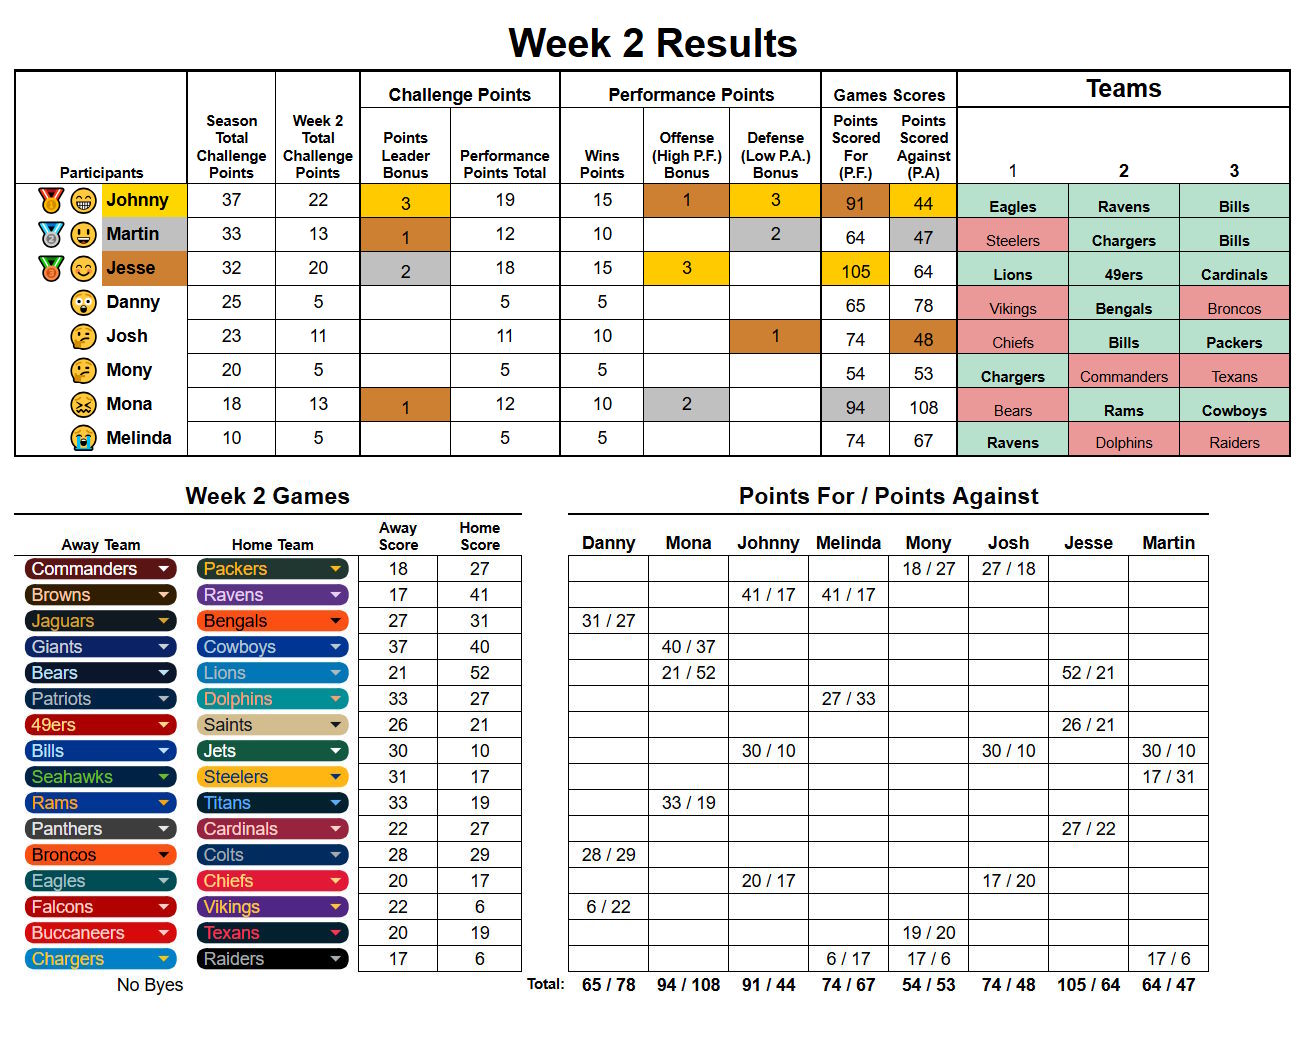 Week 2 Results
Challenge Points Performance Points Games Scores Teams
Participants Season Total Challenge Points Week 2 Total Challenge Points Points Leader Bonus Performance Points Total Wins Points Offense (High P.F.) Bonus Defense (Low P.A.) Bonus Points Scored For (P.F.) Points Scored Against (P.A) 1 2 3
Johnny 37 22 3 19 15 1 3 91 44 Eagles Ravens Bills
Martin 33 13 1 12 10 2 64 47 Steelers Chargers Bills
Jesse 32 20 2 18 15 3 105 64 Lions 49ers Cardinals
Danny 25 5 5 5 65 78 Vikings Bengals Broncos
Josh 23 11 11 10 1 74 48 Chiefs Bills Packers
Mony 20 5 5 5 54 53 Chargers Commanders Texans
Mona 18 13 1 12 10 2 94 108 Bears Rams Cowboys
Melinda 10 5 5 5 74 67 Ravens Dolphins Raiders
Week 2 Games Points For / Points Against
Away Team Home Team Away Score Home Score Danny Mona Johnny Melinda Mony Josh Jesse Martin
Commanders Packers 18 27 18 / 27 27 / 18
Browns Ravens 17 41 41 / 17 41 / 17
Jaguars Bengals 27 31 31 / 27
Giants Cowboys 37 40 40 / 37
Bears Lions 21 52 21 / 52 52 / 21
Patriots Dolphins 33 27 27 / 33
49ers Saints 26 21 26 / 21
Bills Jets 30 10 30 / 10 30 / 10 30 / 10
Seahawks Steelers 31 17 17 / 31
Rams Titans 33 19 33 / 19
Panthers Cardinals 22 27 27 / 22
Broncos Colts 28 29 28 / 29
Eagles Chiefs 20 17 20 / 17 17 / 20
Falcons Vikings 22 6 6 / 22
Buccaneers Texans 20 19 19 / 20
Chargers Raiders 17 6 6 / 17 17 / 6 17 / 6
No Byes Total: 65 / 78 94 / 108 91 / 44 74 / 67 54 / 53 74 / 48 105 / 64 64 / 47